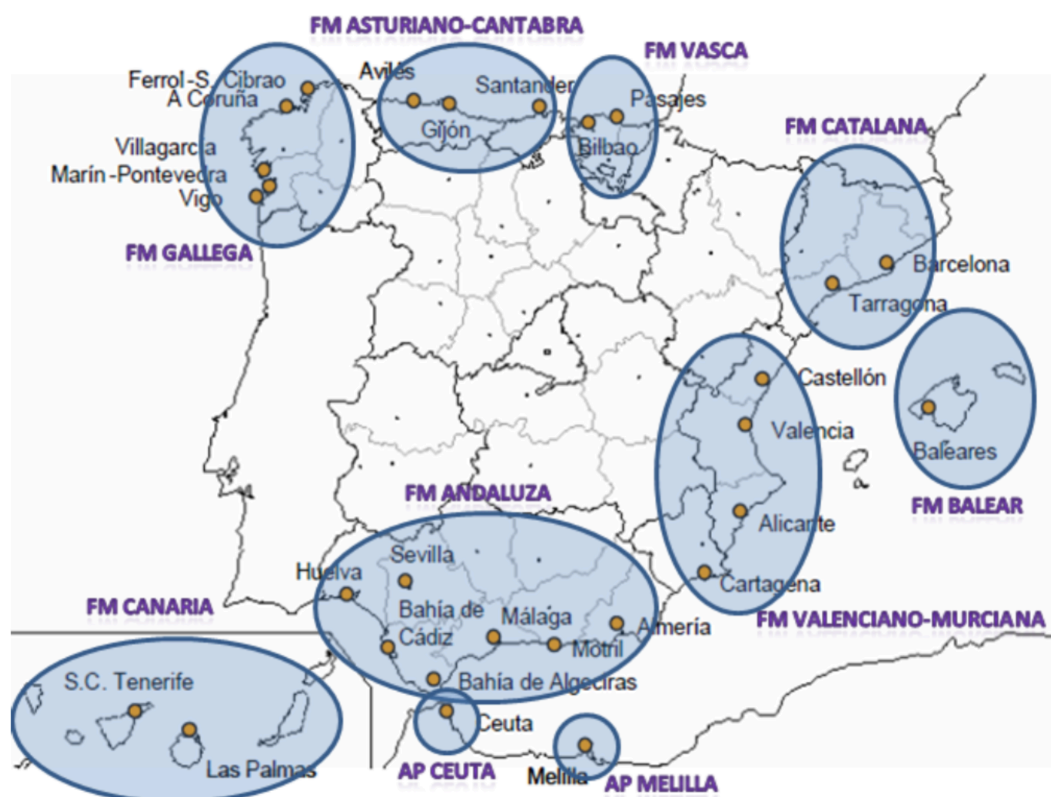 FM ASTURIANO-CANTABRA
FM VASCA
Avilés
Ferrol-S. Cibrao
Santander
A Coruña
Pasajes
Gijón
FM CATALANA
Villagarcía
Bilbao
Marín-Pontevedra
Vigo
FM GALLEGA
Barcelona
Tarragona
Castellón
Valencia
Baleares
FM ANDALUZA
FM BALEAR
Alicante
Sevilla
Huelva
Cartagena
FM CANARIA
Bahía de
Cádiz
Málaga
Almería
FM VALENCIANO-MURCIANA
Motril
S.C. Tenerife
Bahía de Algeciras
Ceuta
Las Palmas
AP CEUTA
Melilla
AP MELILLA